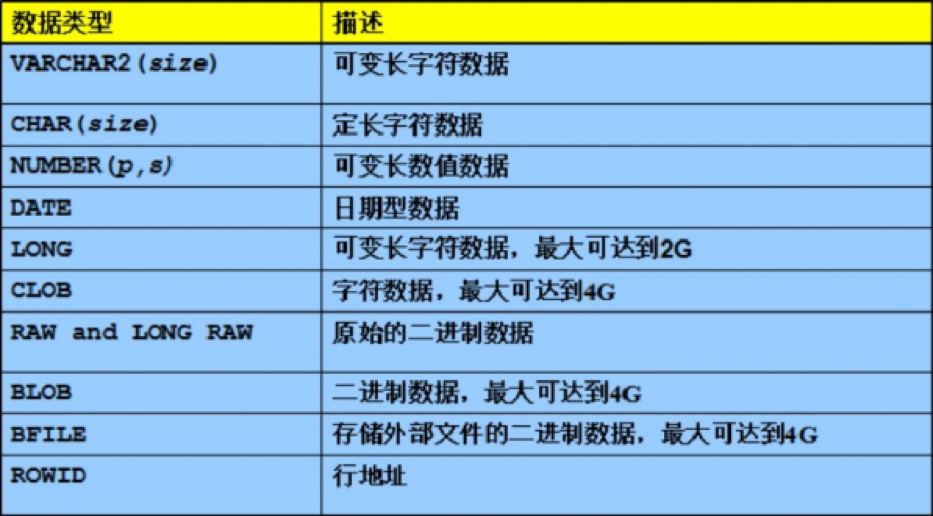 数据类型 描述
VARCHAR2(size) 可变长字符数据
CHAR(size) 定长字符数据
NUMBER(p,s) 可变长数值数据
DATE 日期型数据
LONG 可变长字符数据，最大可达到2G
CLOB 字符数据，最大可达到4G
RAW and LONG RAW 原始的二进制数据
BLOB 二进制数据，最大可达到4G
BFILE 存储外部文件的二进制数据，最大可达到4G
ROWID 行地址